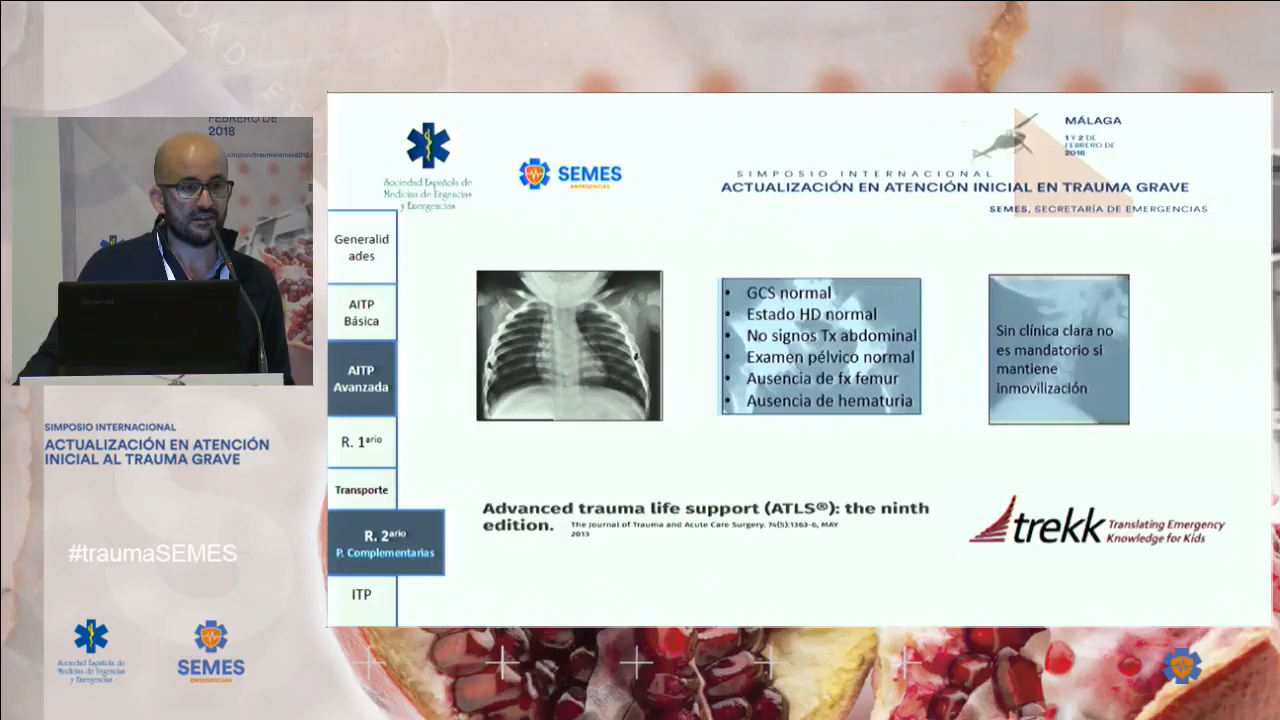 FEBRERO DE
2018
SIMPOSIO INTERNACIONAL
ACTUALIZACIÓN EN ATENCIÓN
INICIAL AL TRAUMA GRAVE
#traumaSEMES
Sociedad Española
de Medicina de Urgencias
y Emergencias
SEMES
EMERGENCIAS
Sociedad Española de
Medicina de Urgencias
y Emergencias
SEMES
EMERGENCIAS
MÁLAGA
1 Y 2 DE
FEBRERO DE
2018
SIMPOSIO INTERNACIONAL
ACTUALIZACIÓN EN ATENCIÓN INICIAL EN TRAUMA GRAVE
SEMES, SECRETARÍA DE EMERGENCIAS
Generalid
ades
AITP
Básica
AITP
Avanzada
R. 1ario
Transporte
R. 2ario
P. Complementarias
ITP
• GCS normal
• Estado HD normal
• No signos Tx abdominal
• Examen pélvico normal
• Ausencia de fx femur
• Ausencia de hematuria
Sin clínica clara no
es mandatorio si
mantiene
inmovilización
Advanced trauma life support (ATLS®): the ninth
edition. The Journal of Trauma and Acute Care Surgery. 74(5):1363-6, MAY
2013
trekk Translating Emergency
Knowledge for Kids